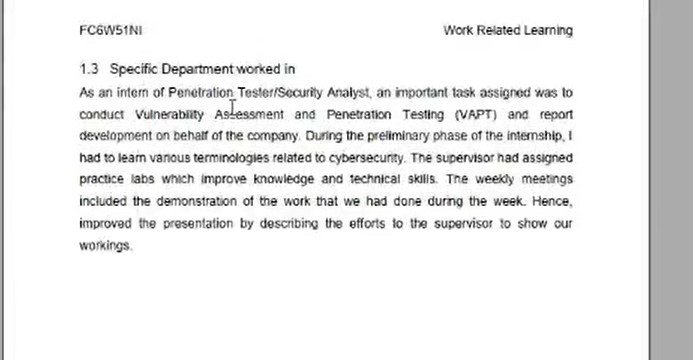 FC6W51NI Work Related Learning
1.3 Specific Department worked in
As an intern of Penetration Tester/Security Analyst, an important task assigned was to
conduct Vulnerability Assessment and Penetration Testing (VAPT) and report
development on behalf of the company. During the preliminary phase of the internship, I
had to learn various terminologies related to cybersecurity. The supervisor had assigned
practice labs which improve knowledge and technical skills. The weekly meetings
included the demonstration of the work that we had done during the week. Hence,
improved the presentation by describing the efforts to the supervisor to show our
workings.